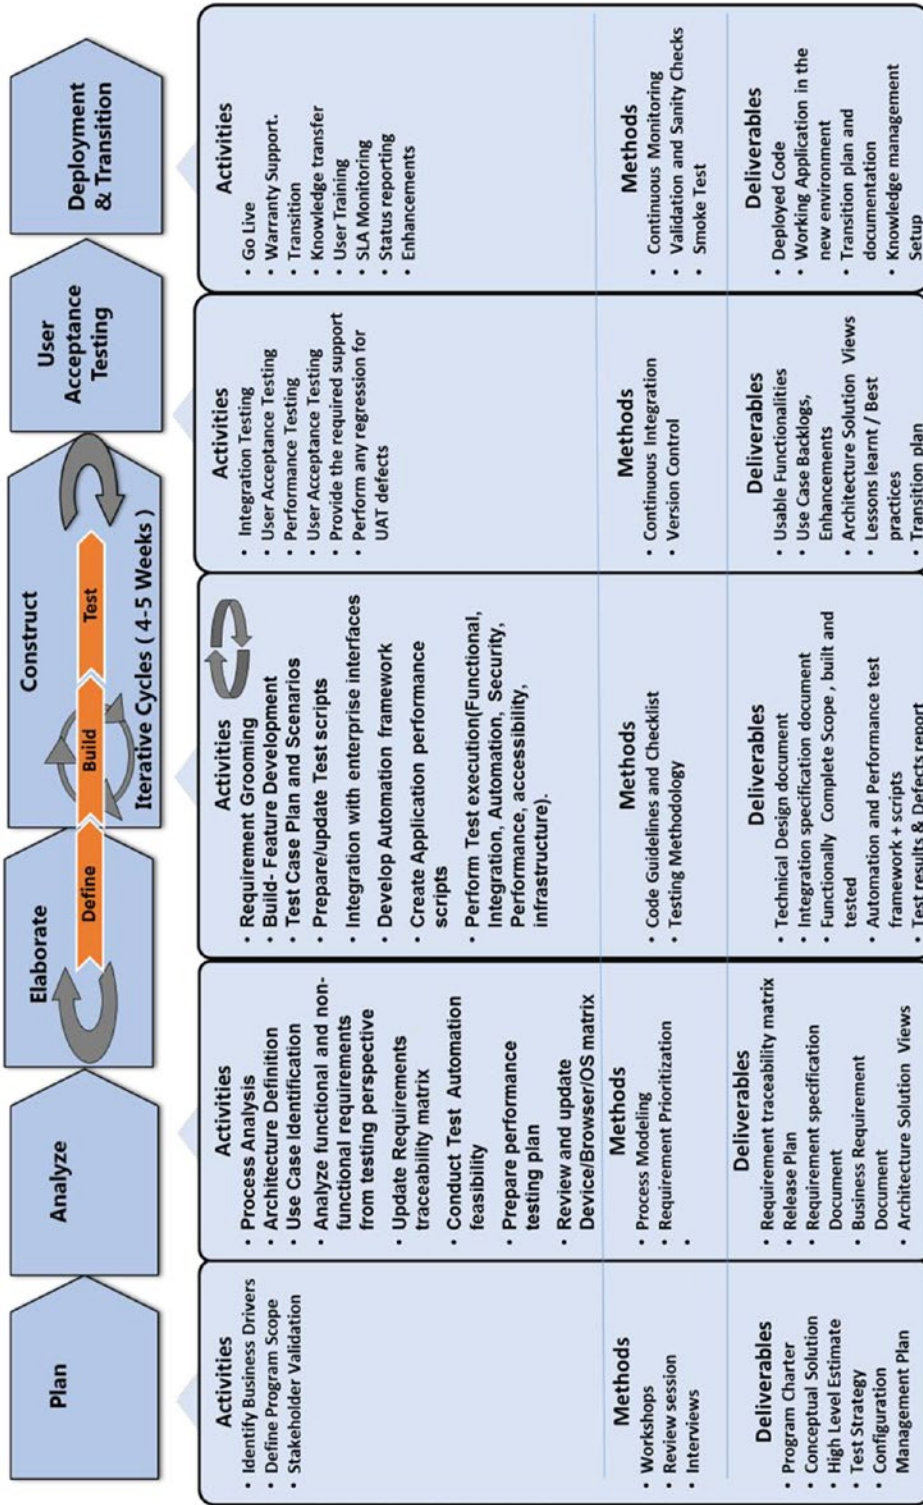 Plan
Analyze
Elaborate
Construct
User
Acceptance
Testing
Deployment
& Transition
Define
Build
Test
Iterative Cycles ( 4-5 Weeks )
Activities
• Identify Business Drivers
• Define Program Scope
• Stakeholder Validation
Methods
• Workshops
• Review session
• Interviews
Deliverables
• Program Charter
• Conceptual Solution
• High Level Estimate
• Test Strategy
• Configuration
Management Plan
Activities
• Process Analysis
• Architecture Definition
• Use Case Identification
• Analyze functional and non-
functional requirements
from testing perspective
• Update Requirements
traceability matrix
• Conduct Test Automation
feasibility
• Prepare performance
testing plan
• Review and update
Device/Browser/OS matrix
Methods
• Process Modeling
• Requirement Prioritization
•
Deliverables
• Requirement traceability matrix
• Release Plan
• Requirement specification
Document
• Business Requirement
Document
• Architecture Solution Views
Activities
• Requirement Grooming
• Build- Feature Development
• Test Case Plan and Scenarios
• Prepare/update Test scripts
• Integration with enterprise interfaces
• Develop Automation framework
• Create Application performance
scripts
• Perform Test execution(Functional,
Integration, Automation, Security,
Performance, accessibility,
infrastructure).
Methods
• Code Guidelines and Checklist
• Testing Methodology
Deliverables
• Technical Design document
• Integration specification document
• Functionally Complete Scope , built and
tested
• Automation and Performance test
framework + scripts
• Test results & Defects report
Activities
• Integration Testing
• User Acceptance Testing
• Performance Testing
• User Acceptance Testing
• Provide the required support
• Perform any regression for
UAT defects
Methods
• Continuous Integration
• Version Control
Deliverables
• Usable Functionalities
• Use Case Backlogs,
Enhancements
• Architecture Solution Views
• Lessons learnt / Best
practices
• Transition plan
Activities
• Go Live
• Warranty Support.
• Transition
• Knowledge transfer
• User Training
• SLA Monitoring
• Status reporting
• Enhancements
Methods
• Continuous Monitoring
• Validation and Sanity Checks
• Smoke Test
Deliverables
• Deployed Code
• Working Application in the
new environment
• Transition plan and
documentation
• Knowledge management
Setup